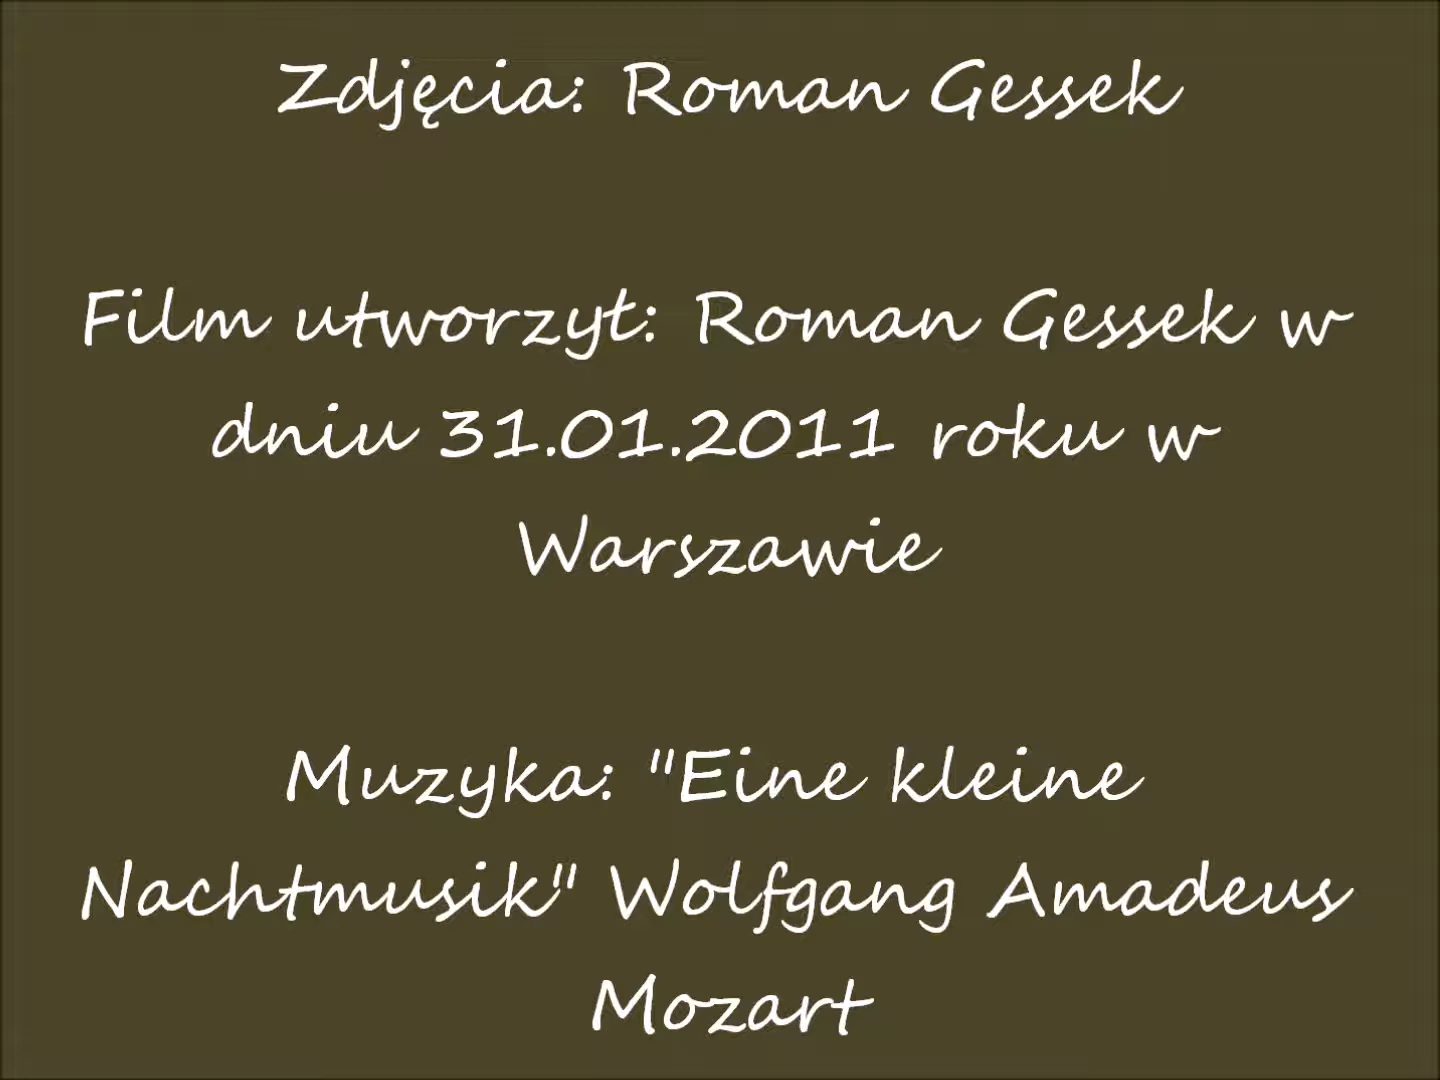 Zdjęcia: Roman Gessek
Film utworzył: Roman Gessek w
dniu 31.01.2011 roku w
Warszawie
Muzyka: "Eine kleine
Nachtmusik" Wolfgang Amadeus
Mozart